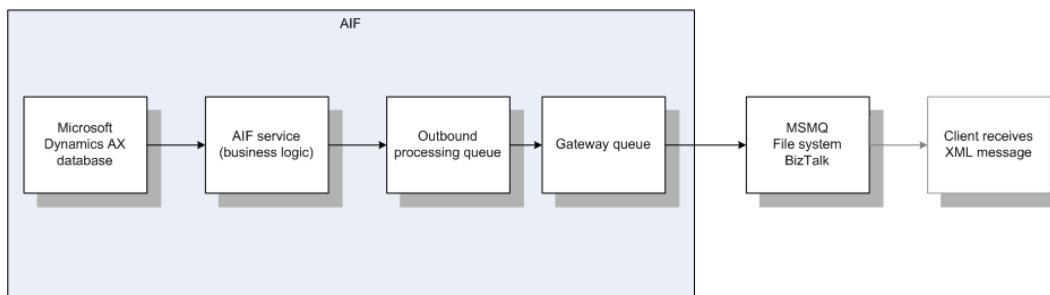 AIF
Microsoft
Dynamics AX
database
AIF service
(business logic)
Outbound
processing queue
Gateway queue
MSMQ
File system
BizTalk
Client receives
XML message